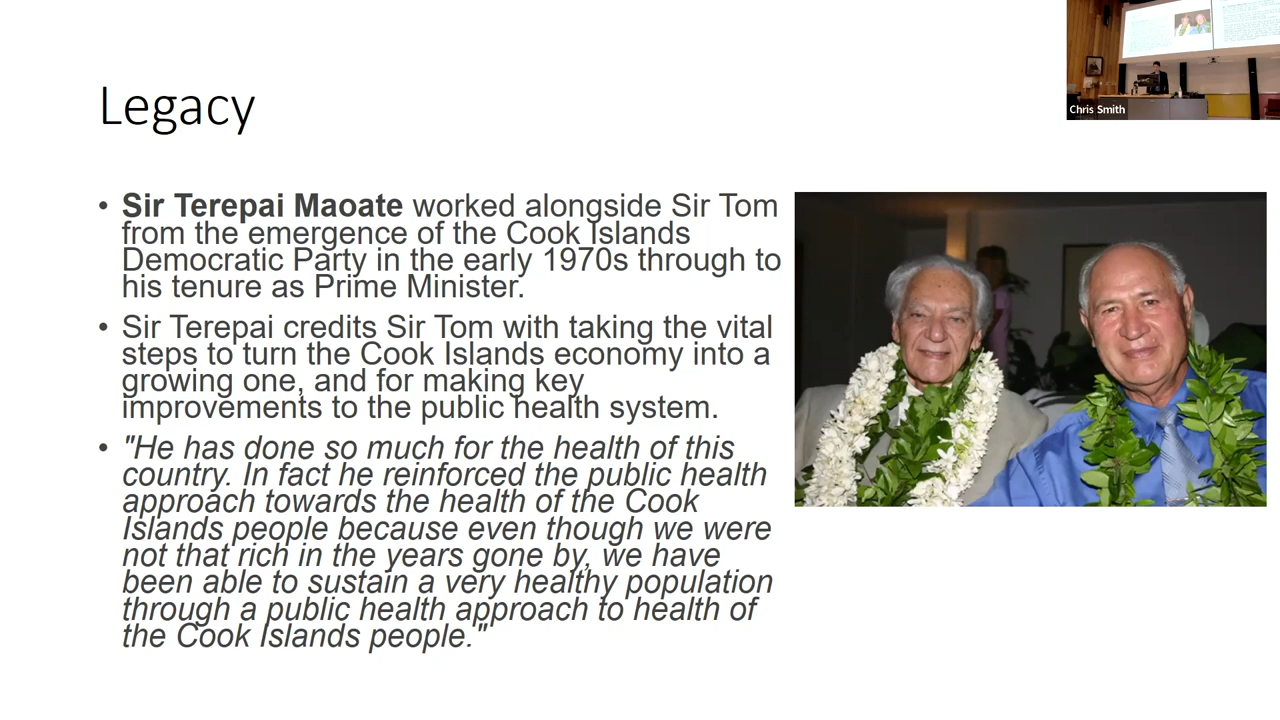 Chris Smith
Legacy
• Sir Terepai Maoate worked alongside Sir Tom
from the emergence of the Cook Islands
Democratic Party in the early 1970s through to
his tenure as Prime Minister.
• Sir Terepai credits Sir Tom with taking the vital
steps to turn the Cook Islands economy into a
growing one, and for making key
improvements to the public health system.
• "He has done so much for the health of this
country. In fact he reinforced the public health
approach towards the health of the Cook
Islands people because even though we were
not that rich in the years gone by, we have
been able to sustain a very healthy population
through a public health approach to health of
the Cook Islands people."